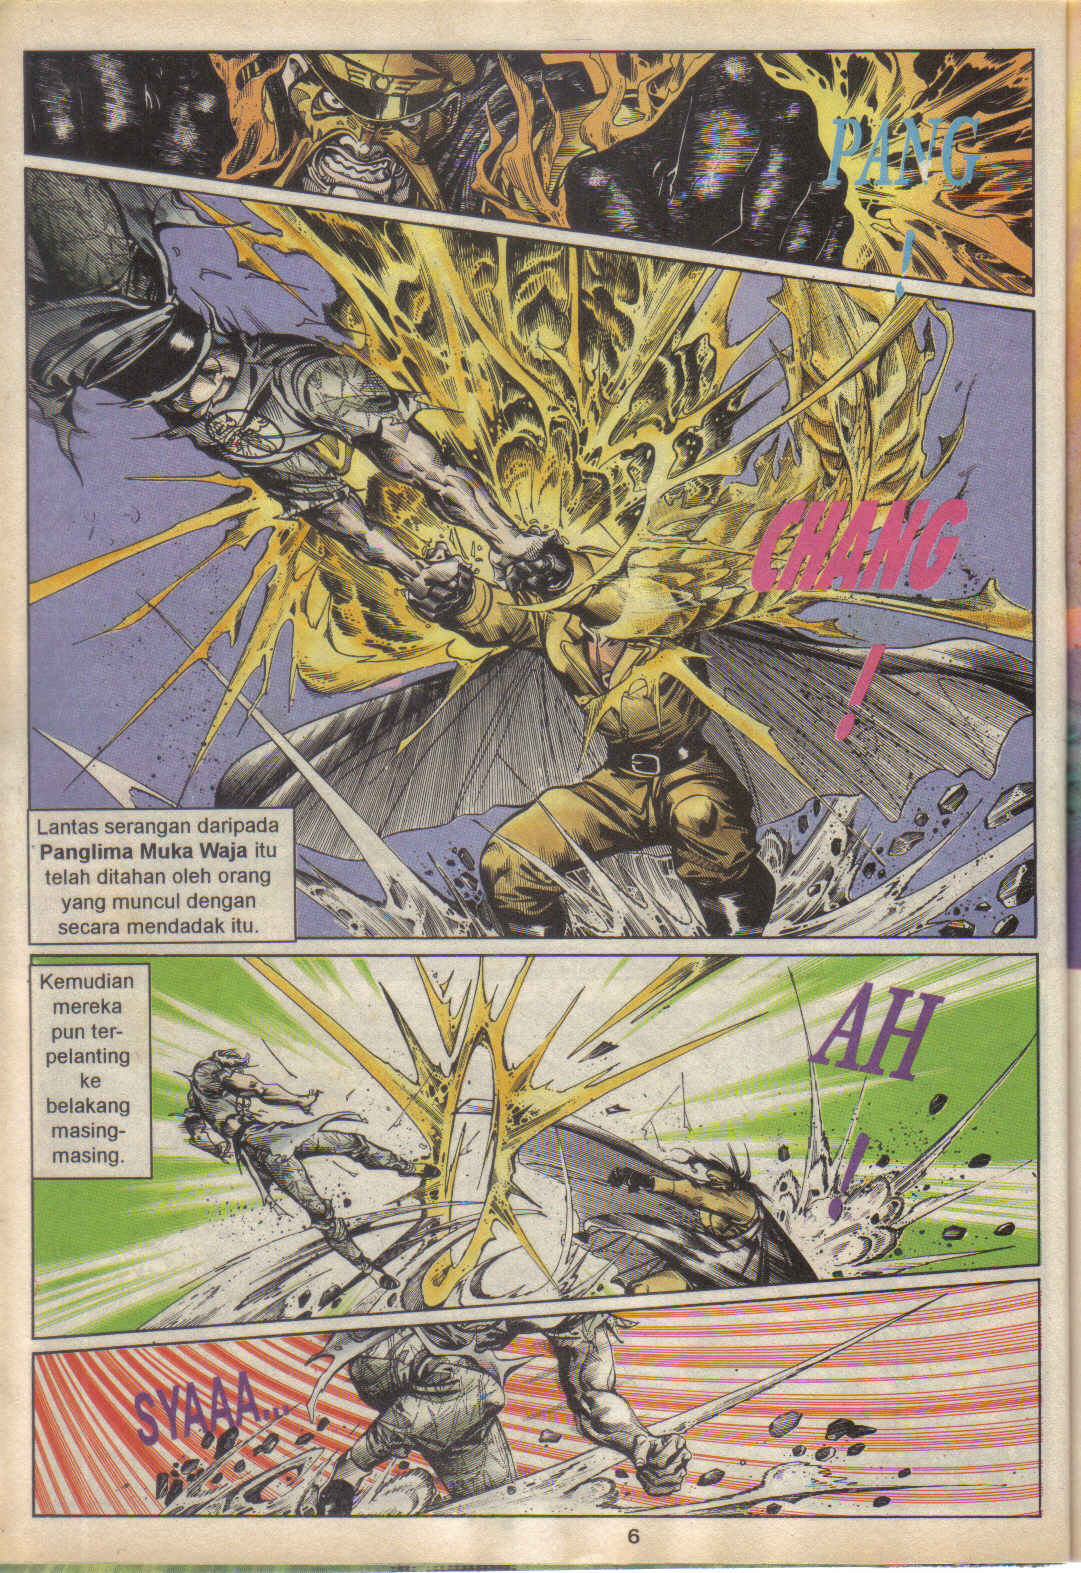 PANG
!
CHANG
!
Lantas serangan daripada
Panglima Muka Waja itu
telah ditahan oleh orang
yang muncul dengan
secara mendadak itu.
Kemudian
mereka
pun ter-
pelanting
ke
belakang
masing-
masing.
AH
!
SYAAA...
6